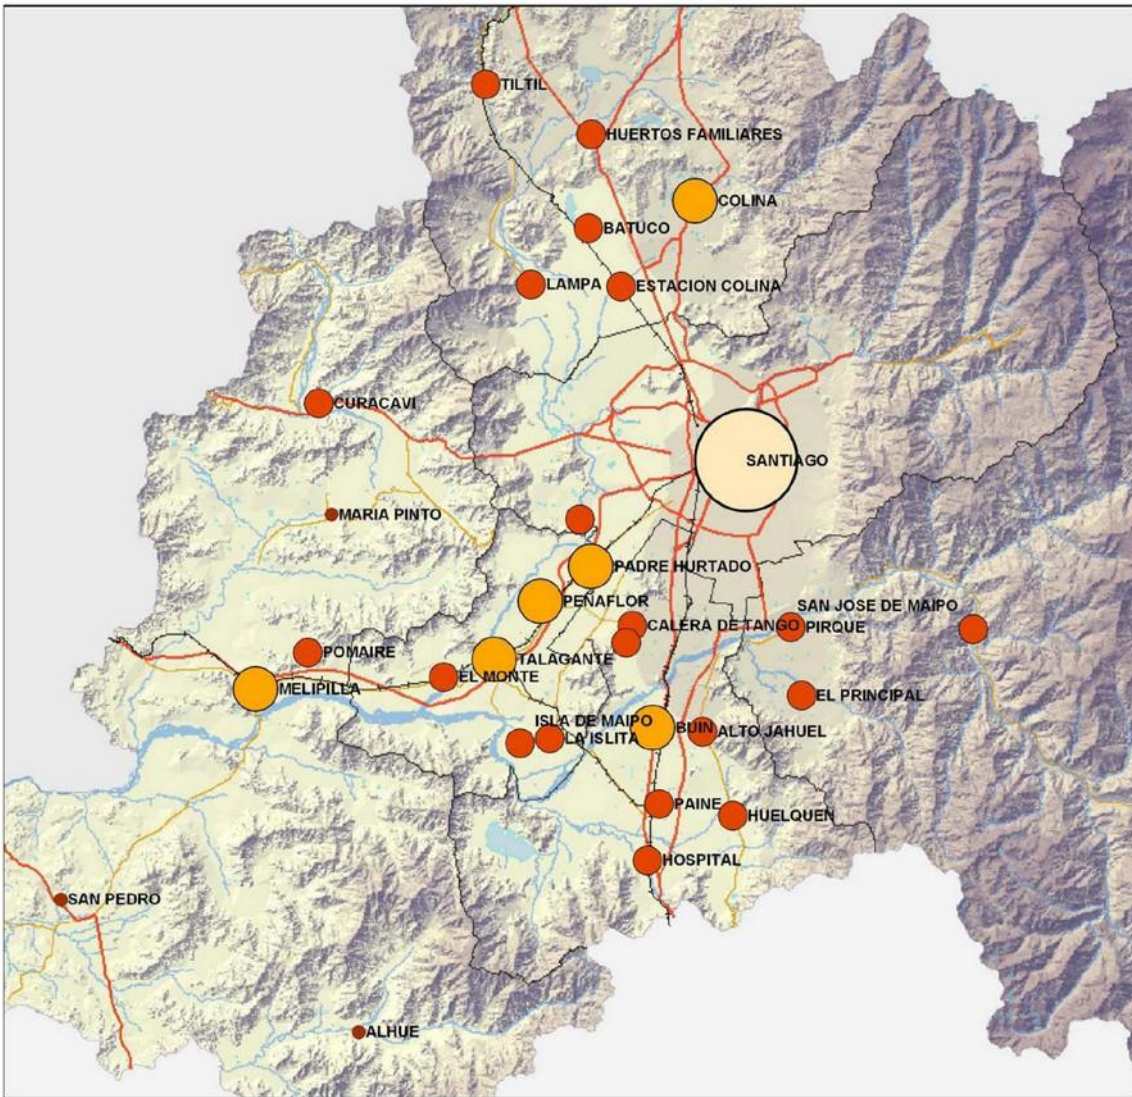 TILTIL
HUERTOS FAMILIARES
COLINA
BATUCO
LAMPA
ESTACION COLINA
CURACAVI
SANTIAGO
MARIA PINTO
PADRE HURTADO
PEÑAFLOR
SAN JOSE DE MAIPO
CALERA DE TANGO
PIRQUE
POMAIRE
TALAGANTE
EL MONTE
MELIPILLA
EL PRINCIPAL
ISLA DE MAIPO
BUIN
ALTO JAHUEL
LA ISLITA
PAINE
HUELQUEN
HOSPITAL
SAN PEDRO
ALHUE